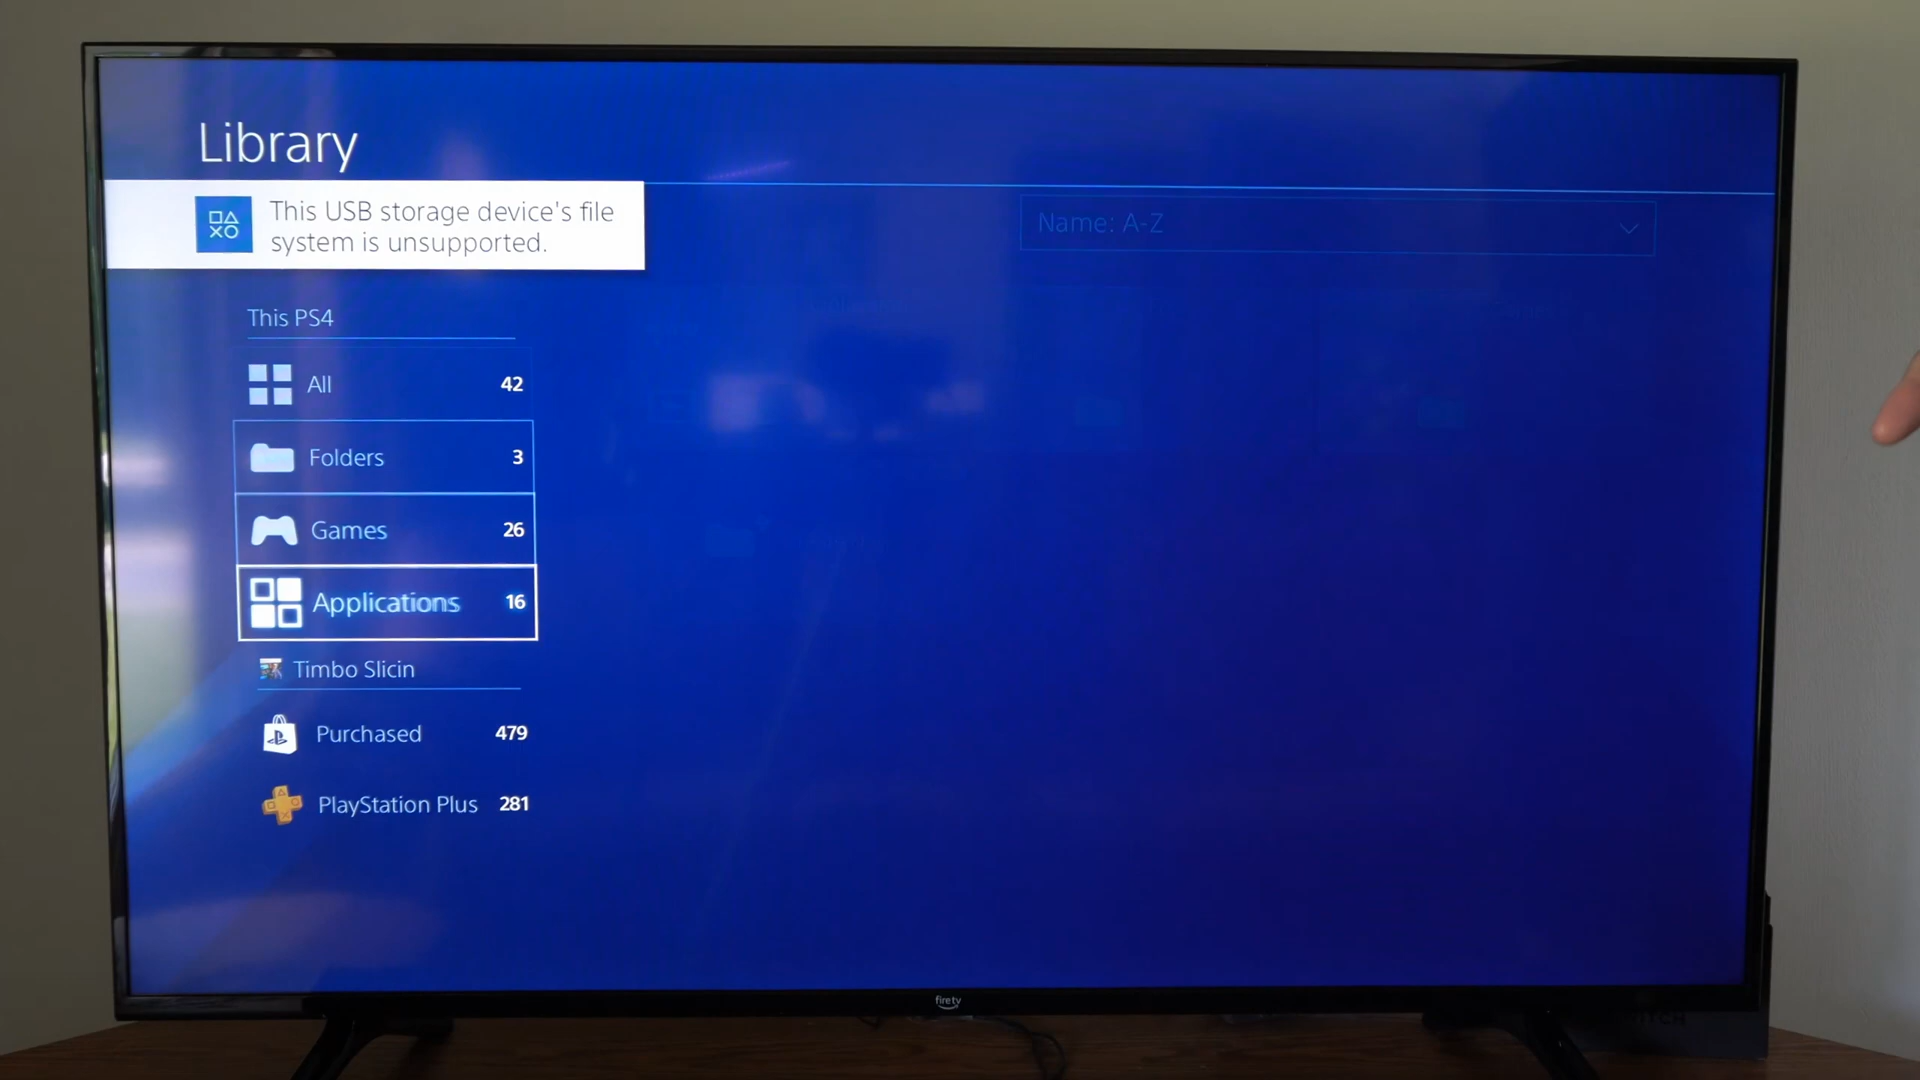 Library
This USB storage device's file
system is unsupported.
Name: A-Z
This PS4
All 42
Folders 3
Games 26
Applications 16
Timbo Slicin
Purchased 479
PlayStation Plus 281
firetv